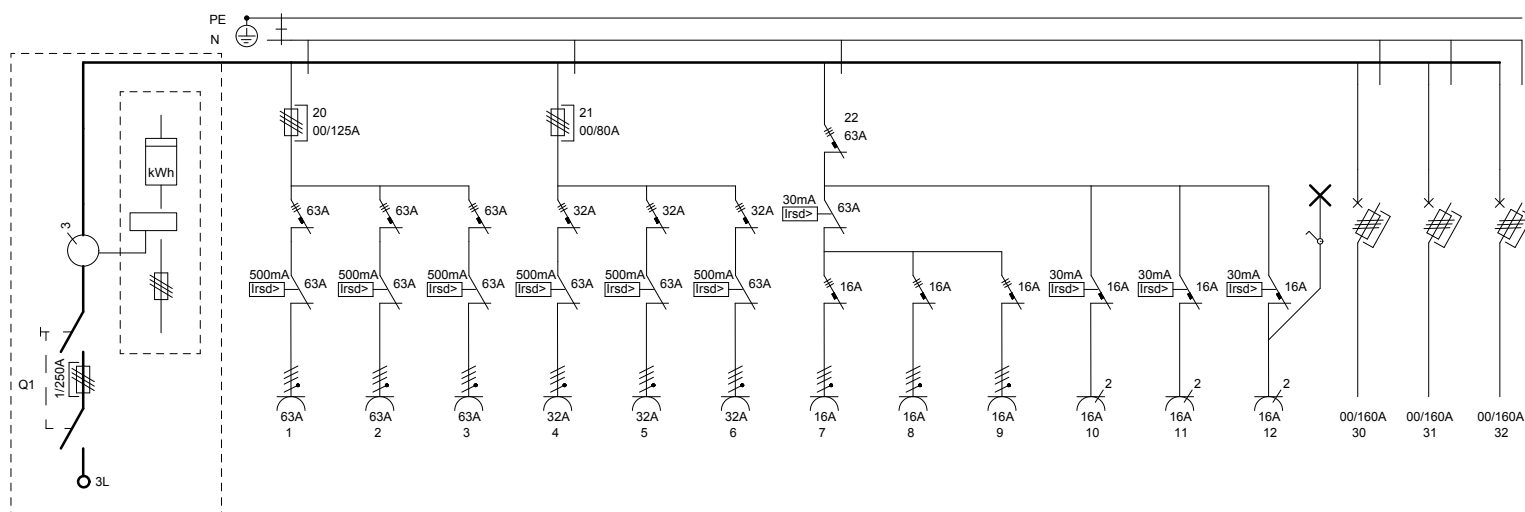 PE
N
20
00/125A
21
00/80A
22
63A
kWh
3
63A
63A
63A
32A
32A
32A
30mA
Irsd>
63A
500mA
Irsd>
63A
500mA
Irsd>
63A
500mA
Irsd>
63A
500mA
Irsd>
63A
500mA
Irsd>
63A
500mA
Irsd>
63A
16A
16A
16A
30mA
Irsd>
16A
30mA
Irsd>
16A
30mA
Irsd>
16A
Q1
1/250A
2
2
2
63A
63A
63A
32A
32A
32A
16A
16A
16A
16A
16A
16A
00/160A
00/160A
00/160A
1
2
3
4
5
6
7
8
9
10
11
12
30
31
32
3L